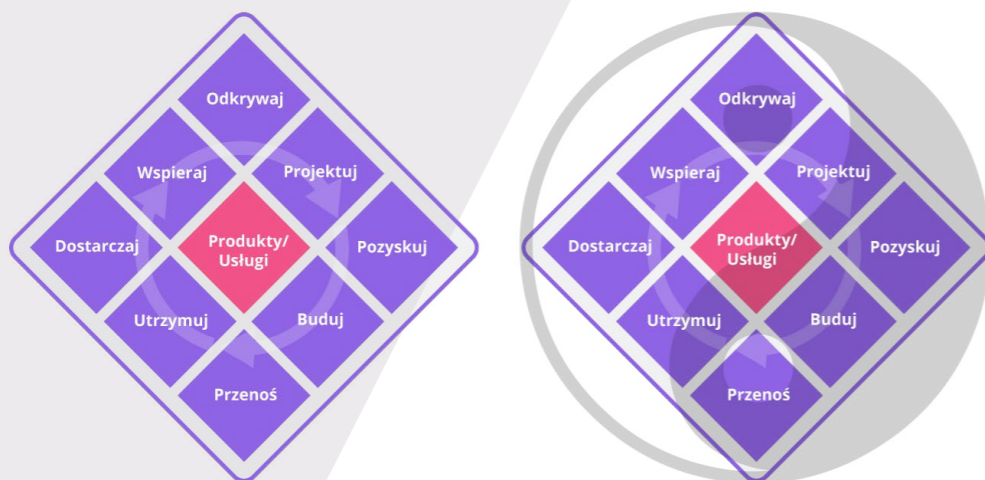 Odkrywaj
Wspieraj
Projektuj
Dostarczaj
Produkty/
Usługi
Pozyskuj
Utrzymuj
Buduj
Przenoś
Odkrywaj
Wspieraj
Projektuj
Dostarczaj
Produkty/
Usługi
Pozyskuj
Utrzymuj
Buduj
Przenoś